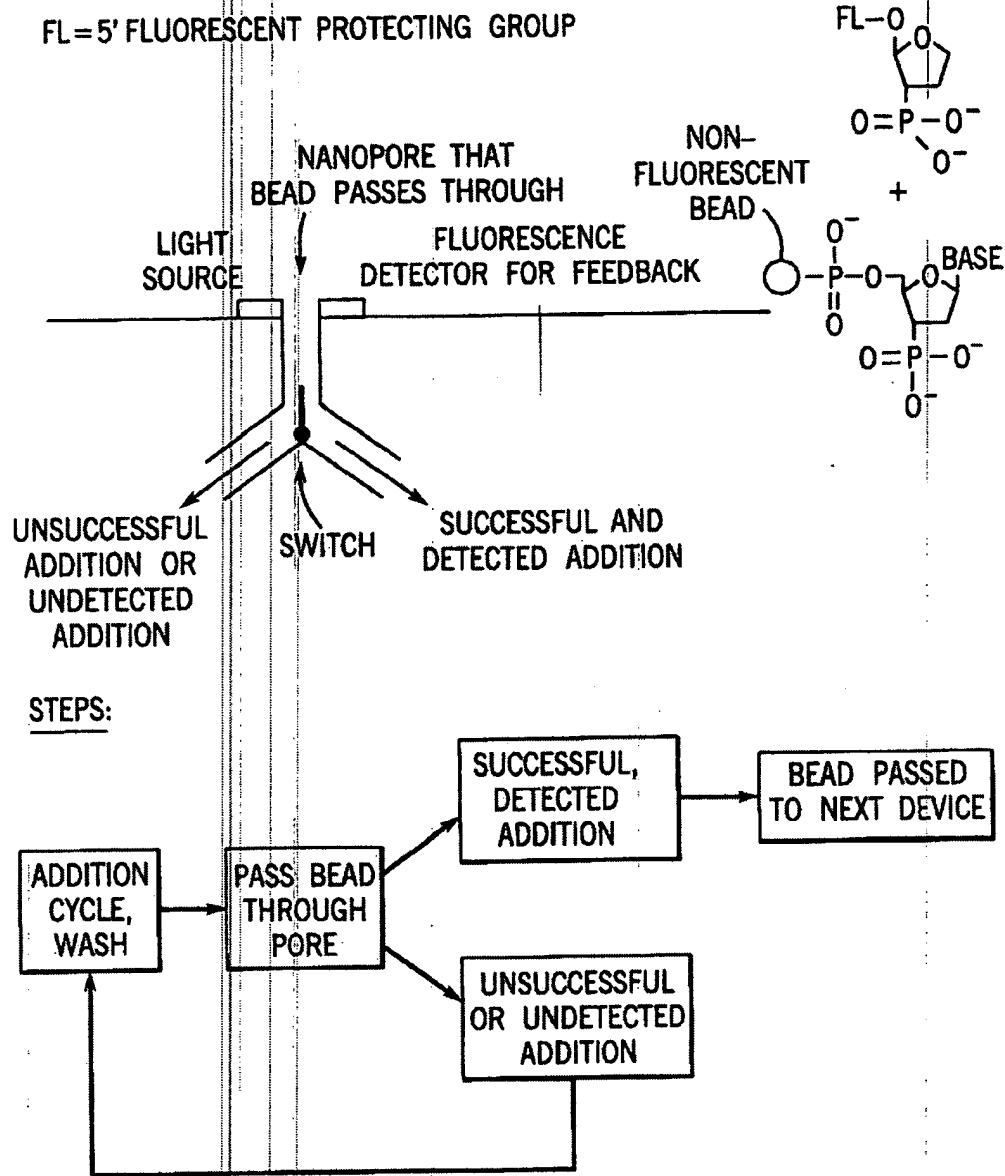 FL=5' FLUORESCENT PROTECTING GROUP
FL-O
O
O=P-O⁻
O⁻
+
NANOPORE THAT
BEAD PASSES THROUGH
NON-
FLUORESCENT
BEAD
LIGHT
SOURCE
FLUORESCENCE
DETECTOR FOR FEEDBACK
O⁻
-P-O
O
O BASE
O=P-O⁻
O⁻
UNSUCCESSFUL
ADDITION OR
UNDETECTED
ADDITION
SWITCH
SUCCESSFUL AND
DETECTED ADDITION
STEPS:
ADDITION
CYCLE,
WASH
PASS BEAD
THROUGH
PORE
SUCCESSFUL,
DETECTED
ADDITION
BEAD PASSED
TO NEXT DEVICE
UNSUCCESSFUL
OR UNDETECTED
ADDITION